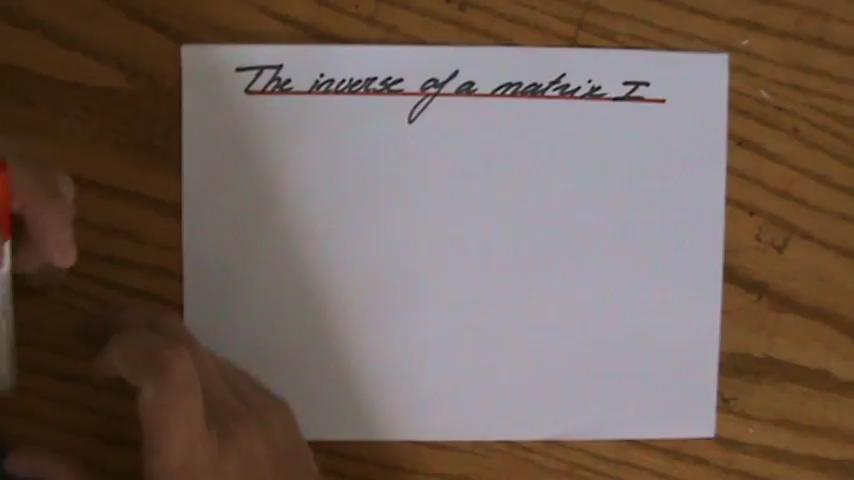 The inverse of a matrix I